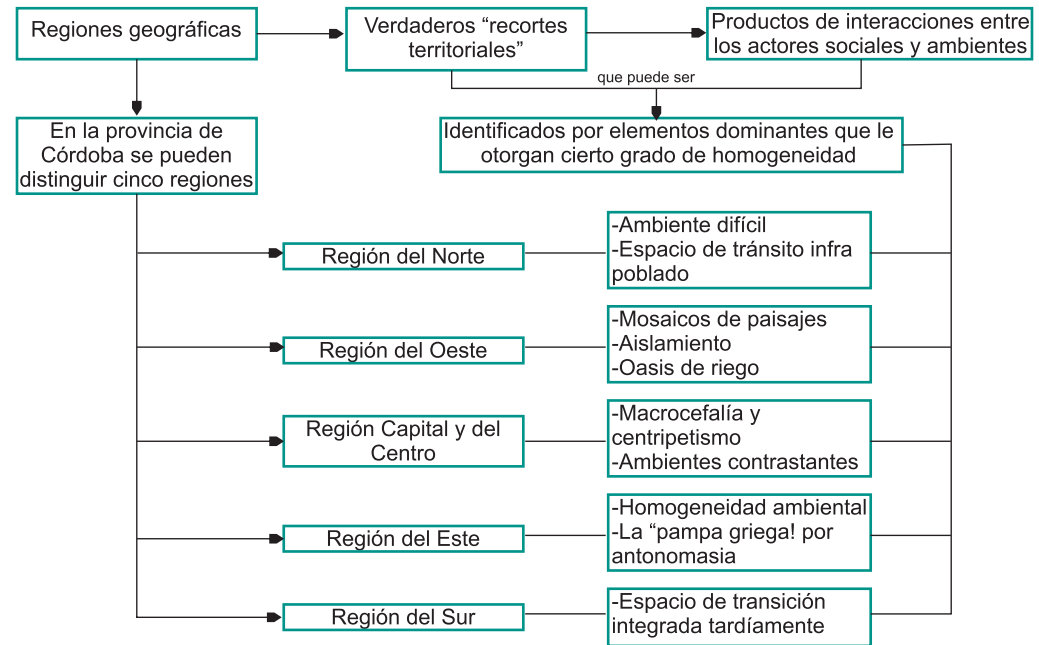 Regiones geográficas
Verdaderos “recortes
territoriales”
Productos de interacciones entre
los actores sociales y ambientes
que puede ser
En la provincia de
Córdoba se pueden
distinguir cinco regiones
Identificados por elementos dominantes que le
otorgan cierto grado de homogeneidad
Región del Norte
-Ambiente difícil
-Espacio de tránsito infra
poblado
Región del Oeste
-Mosaicos de paisajes
-Aislamiento
-Oasis de riego
Región Capital y del
Centro
-Macrocefalía y
centripetismo
-Ambientes contrastantes
Región del Este
-Homogeneidad ambiental
-La “pampa griega! por
antonomasia
Región del Sur
-Espacio de transición
integrada tardíamente